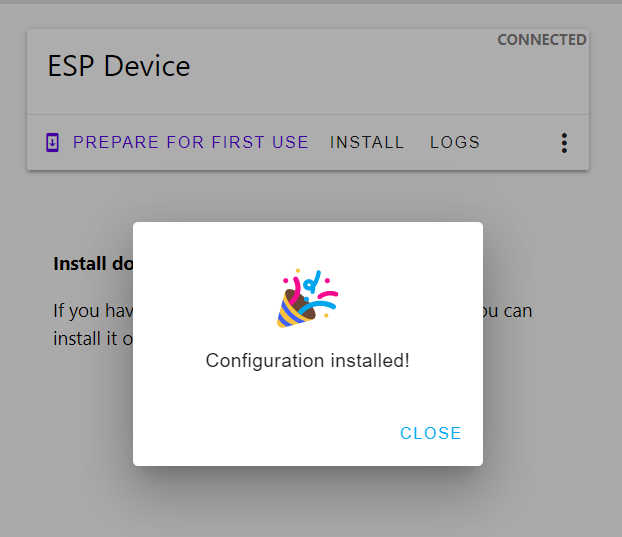 CONNECTED
ESP Device
PREPARE FOR FIRST USE INSTALL LOGS
Install do
If you hav ou can
install it o
Configuration installed!
CLOSE